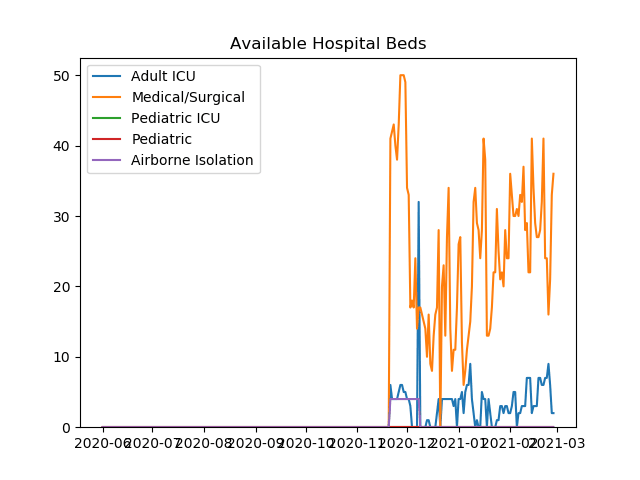 Available Hospital Beds
50
40
30
20
10
0
Adult ICU
Medical/Surgical
Pediatric ICU
Pediatric
Airborne Isolation
2020-06 2020-07 2020-08 2020-09 2020-10 2020-11 2020-12 2021-01 2021-02 2021-03